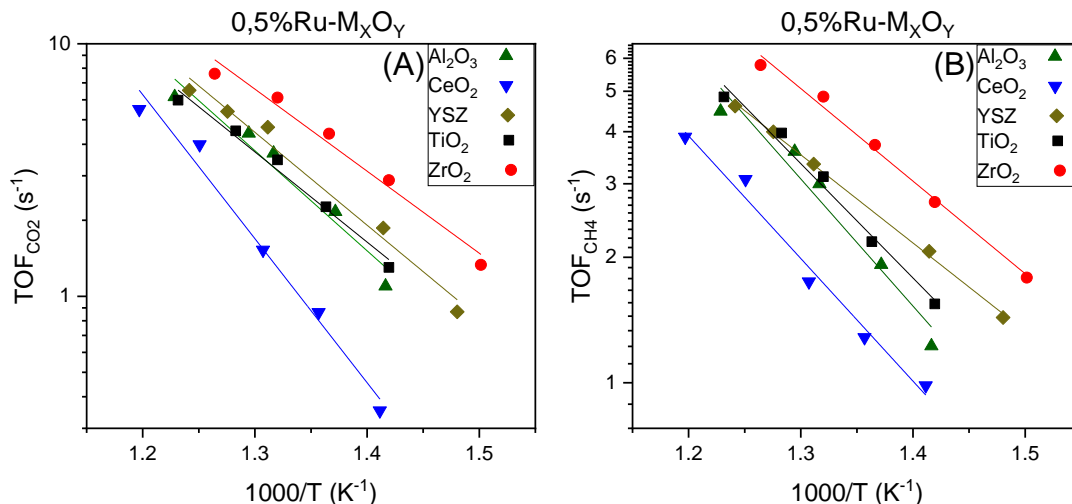 0,5%Ru-MXOY
(A)
Al2O3
CeO2
YSZ
TiO2
ZrO2
10
1
TOFCO2 (s-1)
1.2
1.3
1.4
1.5
1000/T (K-1)
0,5%Ru-MXOY
(B)
Al2O3
CeO2
YSZ
TiO2
ZrO2
6
5
4
3
2
1
TOFCH4 (s-1)
1.2
1.3
1.4
1.5
1000/T (K-1)